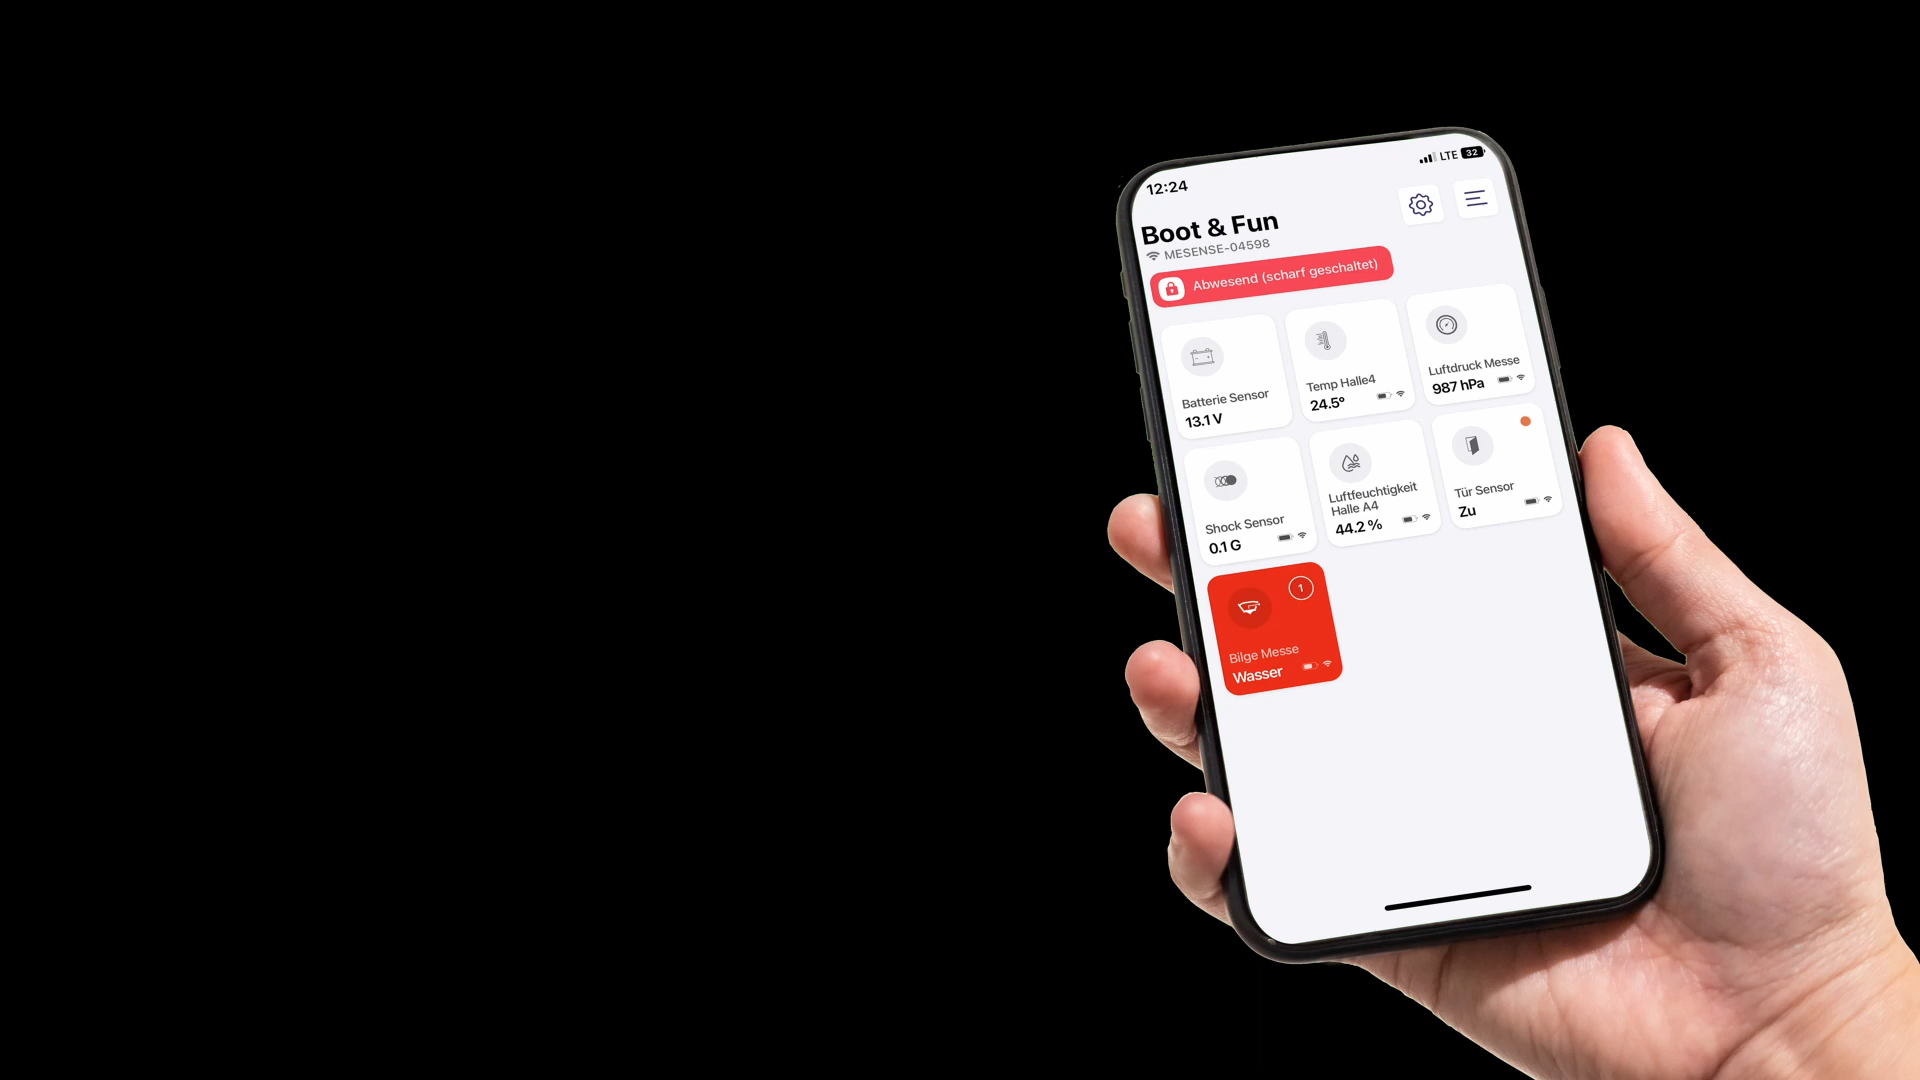 12:24
LTE 32
Boot & Fun
MESENSE-04598
Abwesend (scharf geschaltet)
Batterie Sensor
13.1 V
Temp Halle4
24.5°
Luftdruck Messe
987 hPa
Shock Sensor
0.1 G
Luftfeuchtigkeit
Halle A4
44.2 %
Tür Sensor
Zu
1
Bilge Messe
Wasser